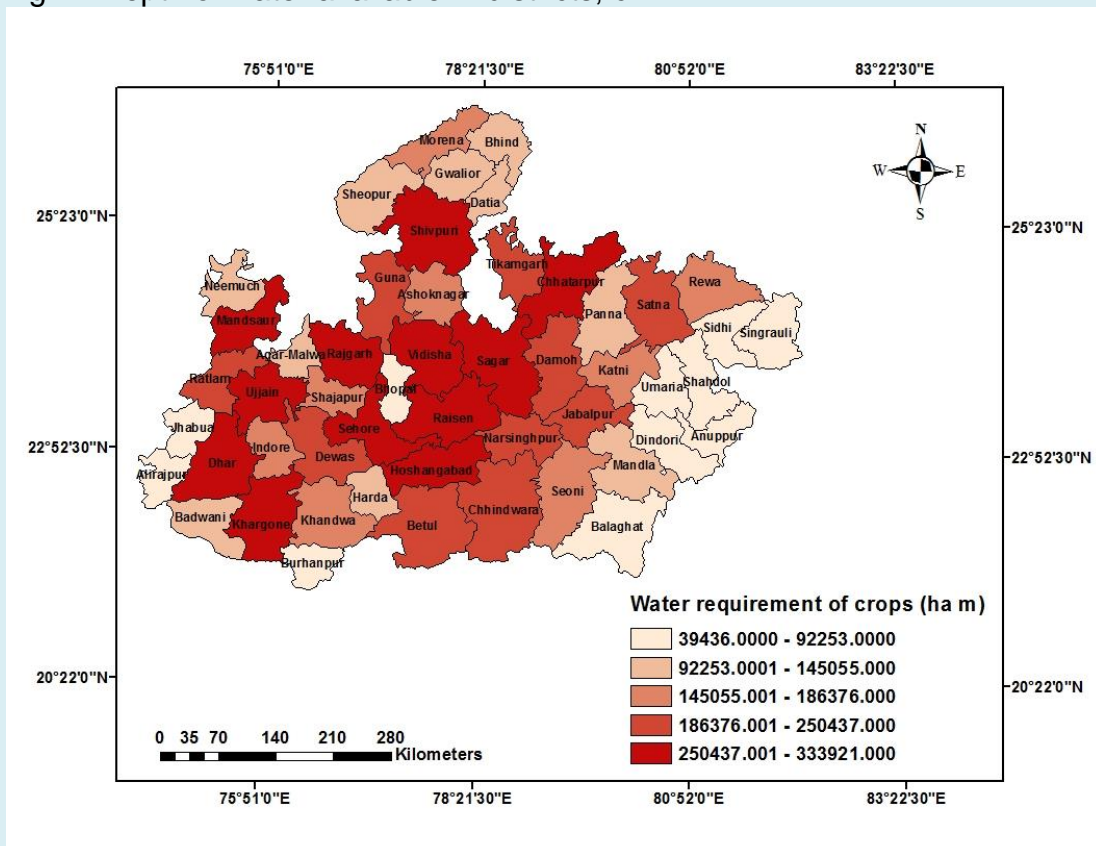 75°51'0"E 78°21'30"E 80°52'0"E 83°22'30"E
N
W E
S
25°23'0"N
25°23'0"N
22°52'30"N
22°52'30"N
20°22'0"N
20°22'0"N
Morena
Bhind
Gwalior
Sheopur
Datia
Shivpuri
Tikamgarh
Guna
Chhatarpur
Rewa
Neemuch
Ashoknagar
Satna
Panna
Mandsaur
Sidhi
Singrauli
Agar-Malwa
Rajgarh
Vidisha
Sagar
Damoh
Katni
Ratlam
Ujjain
Shajapur
Bhopal
Umaria
Shahdol
Raisen
Jabalpur
Jhabua
Sehore
Narsinghpur
Dindori
Anuppur
Indore
Dewas
Dhar
Hoshangabad
Mandla
Alirajpur
Harda
Seoni
Badwani
Khargone
Khandwa
Betul
Chhindwara
Balaghat
Burhanpur
Water requirement of crops (ha m)
39436.0000 - 92253.0000
92253.0001 - 145055.000
145055.001 - 186376.000
186376.001 - 250437.000
250437.001 - 333921.000
0 35 70 140 210 280
Kilometers
75°51'0"E 78°21'30"E 80°52'0"E 83°22'30"E